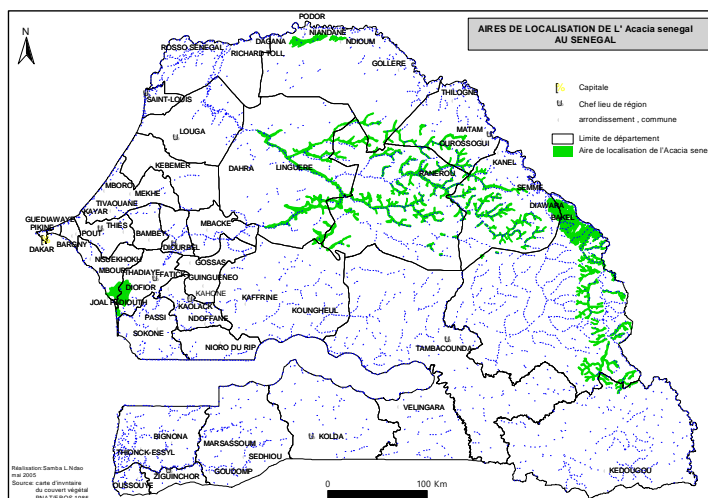 AIRES DE LOCALISATION DE L' Acacia senegal
AU SENEGAL
N
Capitale
Chef lieu de région
arrondissement , commune
Limite de département
Aire de localisation de l'Acacia sene
PODOR
NIANDANE
DAGANA
NDIOUM
ROSSO SENEGAL
RICHARD TOLL
GOLLERE
THILOGNE
SAINT-LOUIS
LOUGA
MATAM
OUROSSOGUI
KANEL
KEBEMER
DAHRA
LINGUERE
RANEROU
SEMME
MBORO
MEKHE
DIAWARA
BAKEL
TIVAOUANE
KAYAR
GUEDIAWAYE
PIKINE
DAKAR
BARGNY
POUT
THIES
BAMBEY
MBACKE
DIOURBEL
NGUEKHOKH
GOSSAS
MBOUR
THADIAYE
FATICK
GUINGUENEO
DIOFIOR
KAHONE
JOAL FADIOUTH
KAOLACK
KAFFRINE
KOUNGHEUL
PASSI
NDOFFANE
SOKONE
NIORO DU RIP
TAMBACOUNDA
VELINGARA
BIGNONA
MARSASSOUM
KOLDA
THIONCK-ESSYL
SEDHIOU
GOUDOMP
ZIGUINCHOR
OUSSOUYE
KEDOUGOU
Réalisation:Samba L.Ndao
mai 2005
Source: carte d'inventaire
du couvert végétal
0 100 Km